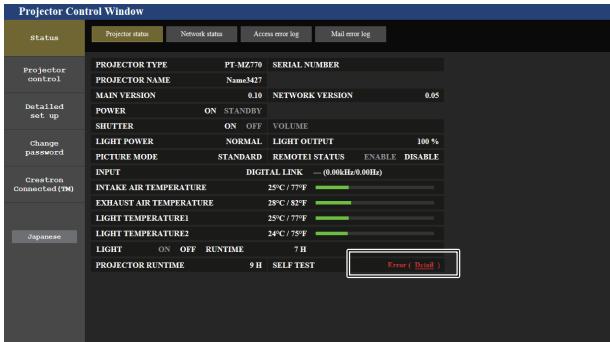 Projector Control Window
Status
Projector status Network status Access error log Mail error log
PROJECTOR TYPE PT-MZ770 SERIAL NUMBER
Projector control
PROJECTOR NAME Name3427
MAIN VERSION 0.10 NETWORK VERSION 0.05
Detailed set up
POWER ON STANDBY
SHUTTER ON OFF VOLUME
Change password
LIGHT POWER NORMAL LIGHT OUTPUT 100 %
PICTURE MODE STANDARD REMOTE1 STATUS ENABLE DISABLE
INPUT DIGITAL LINK --- (0.00kHz/0.00Hz)
Crestron Connected(TM)
INTAKE AIR TEMPERATURE 25°C / 77°F
EXHAUST AIR TEMPERATURE 28°C / 82°F
LIGHT TEMPERATURE1 25°C / 77°F
LIGHT TEMPERATURE2 24°C / 75°F
Japanese
LIGHT ON OFF RUNTIME 7 H
PROJECTOR RUNTIME 9 H SELF TEST Error ( Detail )